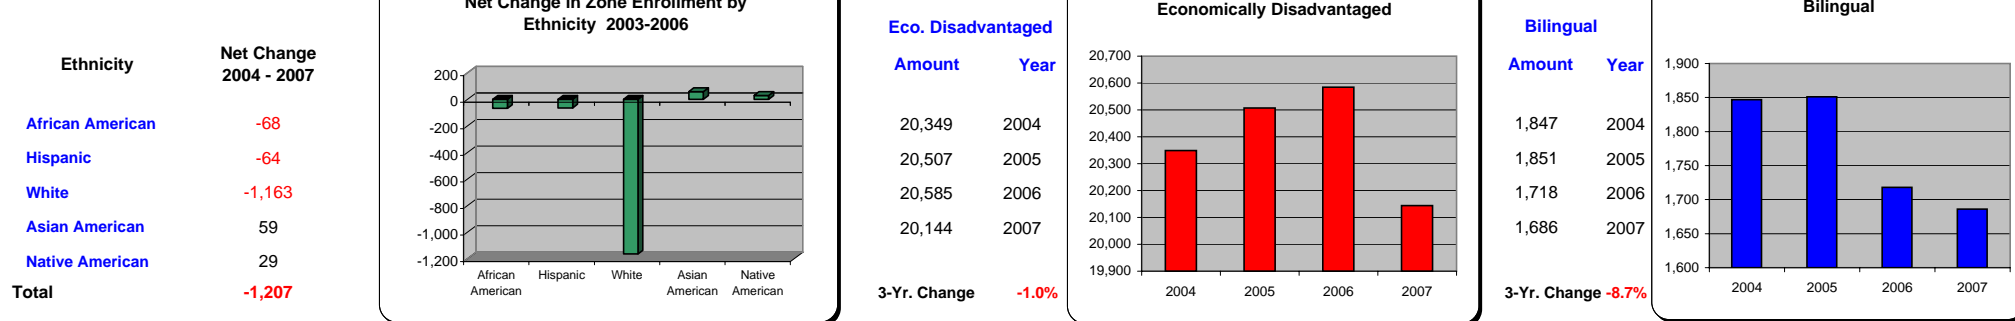 Ethnicity
Net Change
2004 - 2007
African American -68
Hispanic -64
White -1,163
Asian American 59
Native American 29
Total -1,207
Net Change in Zone Enrollment by
Ethnicity 2003-2006
200
0
-200
-400
-600
-800
-1,000
-1,200
African
American
Hispanic
White
Asian
American
Native
American
Eco. Disadvantaged
Amount Year
20,349 2004
20,507 2005
20,585 2006
20,144 2007
3-Yr. Change -1.0%
Economically Disadvantaged
20,700
20,600
20,500
20,400
20,300
20,200
20,100
20,000
19,900
2004 2005 2006 2007
Bilingual
Amount Year
1,847 2004
1,851 2005
1,718 2006
1,686 2007
3-Yr. Change -8.7%
Bilingual
1,900
1,850
1,800
1,750
1,700
1,650
1,600
2004 2005 2006 2007